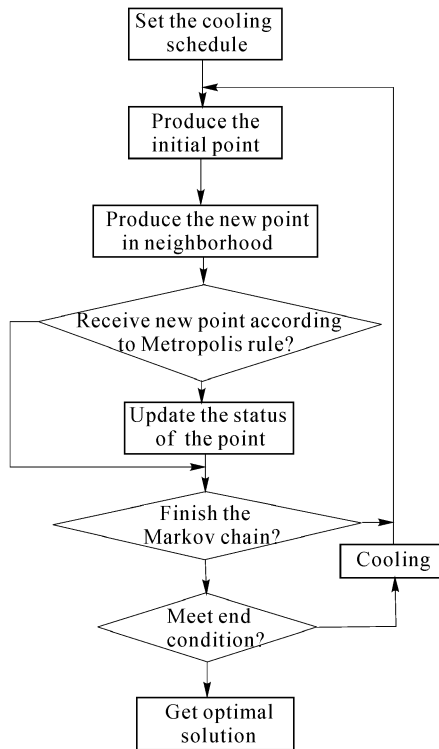 Set the cooling
schedule
Produce the
initial point
Produce the new point
in neighborhood
Receive new point according
to Metropolis rule?
Update the status
of the point
Finish the
Markov chain?
Cooling
Meet end
condition?
Get optimal
solution